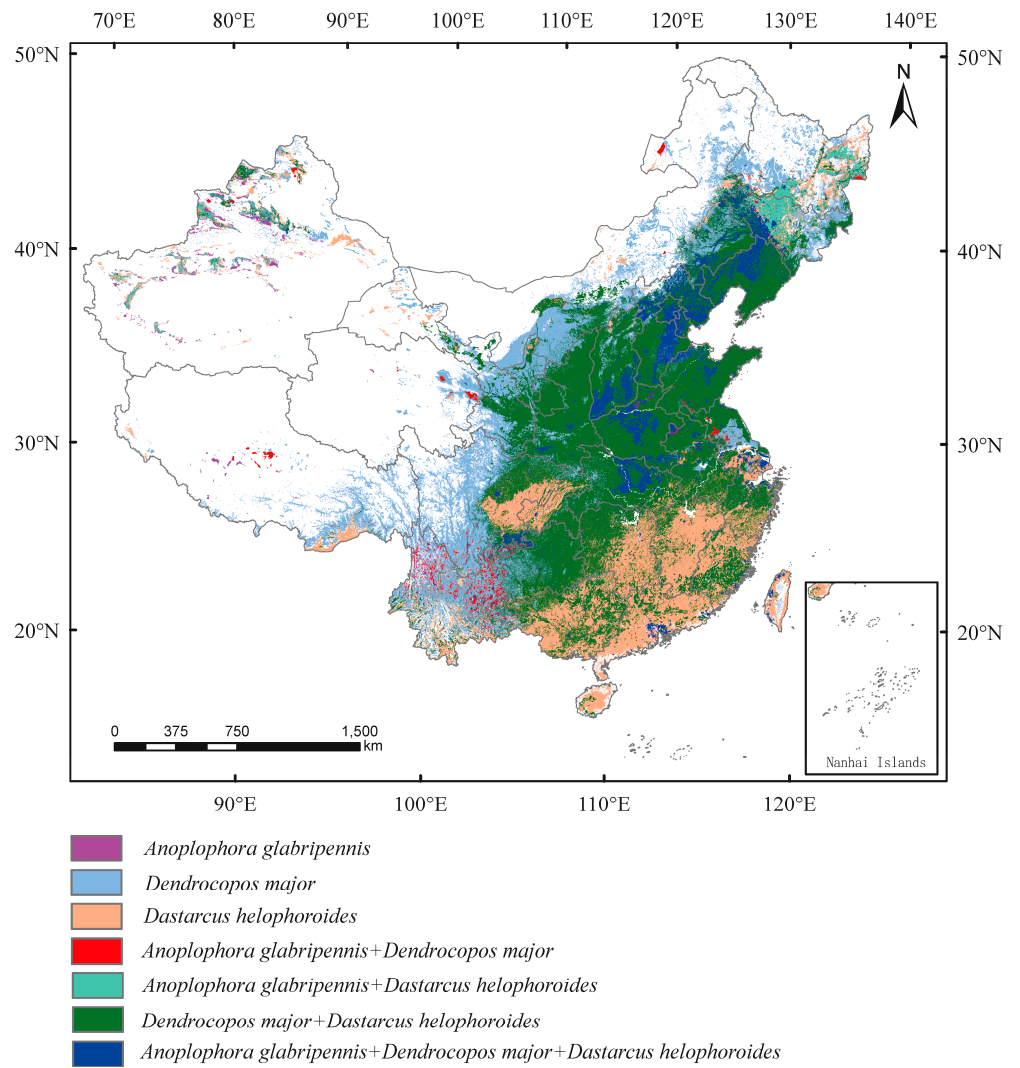 70°E 80°E 90°E 100°E 110°E 120°E 130°E 140°E
50°N 50°N
N
40°N 40°N
30°N 30°N
20°N 20°N
0 375 750 1,500
km
Nanhai Islands
90°E 100°E 110°E 120°E
Anoplophora glabripennis
Dendrocopos major
Dastarcus helophoroides
Anoplophora glabripennis+Dendrocopos major
Anoplophora glabripennis+Dastarcus helophoroides
Dendrocopos major+Dastarcus helophoroides
Anoplophora glabripennis+Dendrocopos major+Dastarcus helophoroides